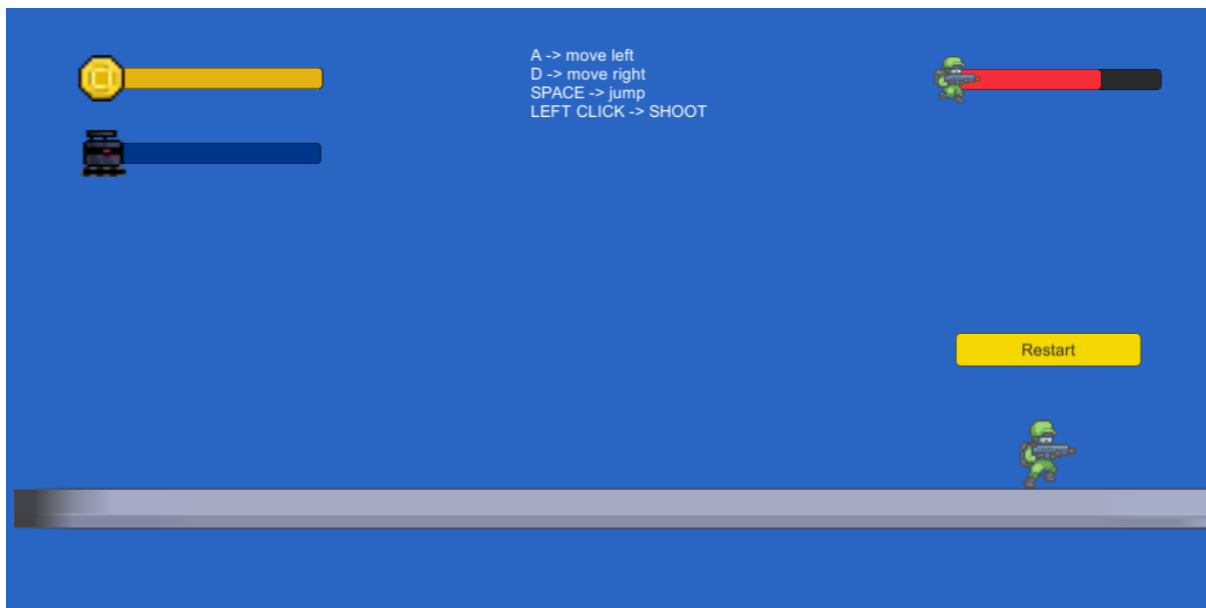 A -> move left
D -> move right
SPACE -> jump
LEFT CLICK -> SHOOT
Restart